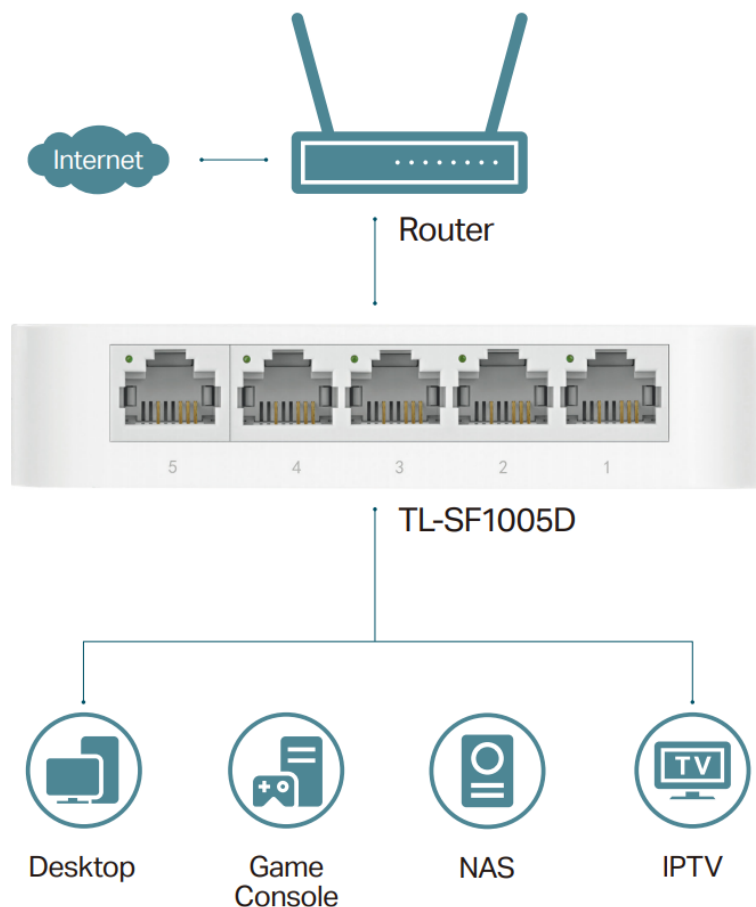 Internet
Router
5 4 3 2 1
TL-SF1005D
TV
Desktop
Game
Console
NAS
IPTV